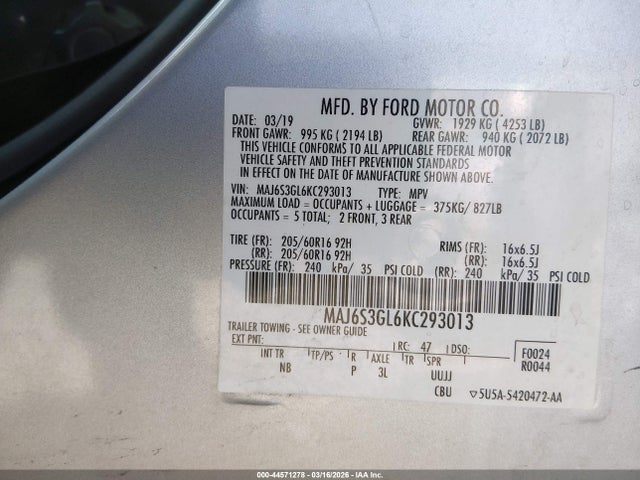 MFD. BY FORD MOTOR CO.
DATE: 03/19 GVWR: 1929 KG ( 4253 LB)
FRONT GAWR: 995 KG ( 2194 LB) REAR GAWR: 940 KG ( 2072 LB)
THIS VEHICLE CONFORMS TO ALL APPLICABLE FEDERAL MOTOR
VEHICLE SAFETY AND THEFT PREVENTION STANDARDS
IN EFFECT ON THE DATE OF MANUFACTURE SHOWN ABOVE.
VIN: MAJ6S3GL6KC293013 TYPE: MPV
MAXIMUM LOAD = OCCUPANTS + LUGGAGE = 375KG/ 827LB
OCCUPANTS = 5 TOTAL; 2 FRONT, 3 REAR
TIRE (FR): 205/60R16 92H RIMS (FR): 16x6.5J
(RR): 205/60R16 92H (RR): 16x6.5J
PRESSURE (FR): 240 kPa/ 35 PSI COLD (RR): 240 kPa/ 35 PSI COLD
MAJ6S3GL6KC293013
TRAILER TOWING - SEE OWNER GUIDE
EXT PNT: RC: 47 DSO: F0024
INT TR TP/PS R AXLE TR SPR R0044
NB P 3L UUJJ
CBU 5U5A-5420472-AA
000-44571278 - 03/16/2026 - IAA Inc.